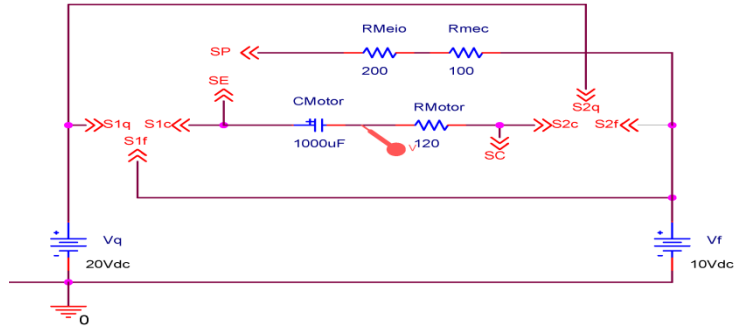 RMeio
Rmec
SP
200
100
SE
S2q
CMotor
RMotor
S1q
S1c
S2c
S2f
S1f
1000uF
V
120
SC
+
Vq
-
20Vdc
+
Vf
-
10Vdc
0